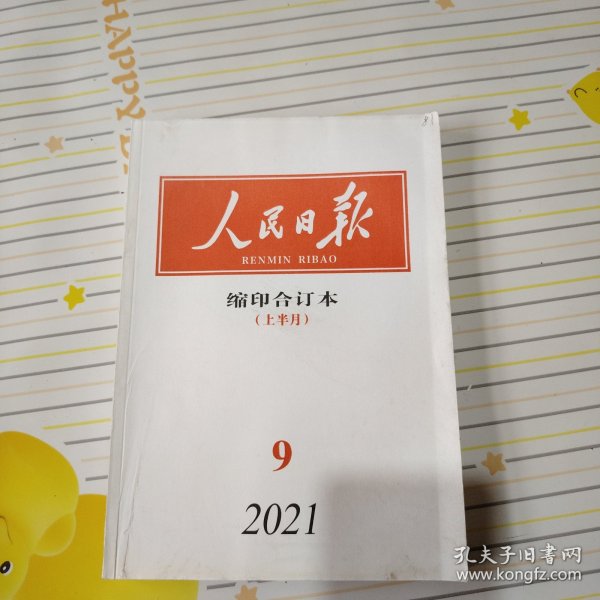 HAPPY
人民日报
RENMIN RIBAO
缩印合订本
（上半月）
9
2021
孔夫子旧书网
www.kongfz.com